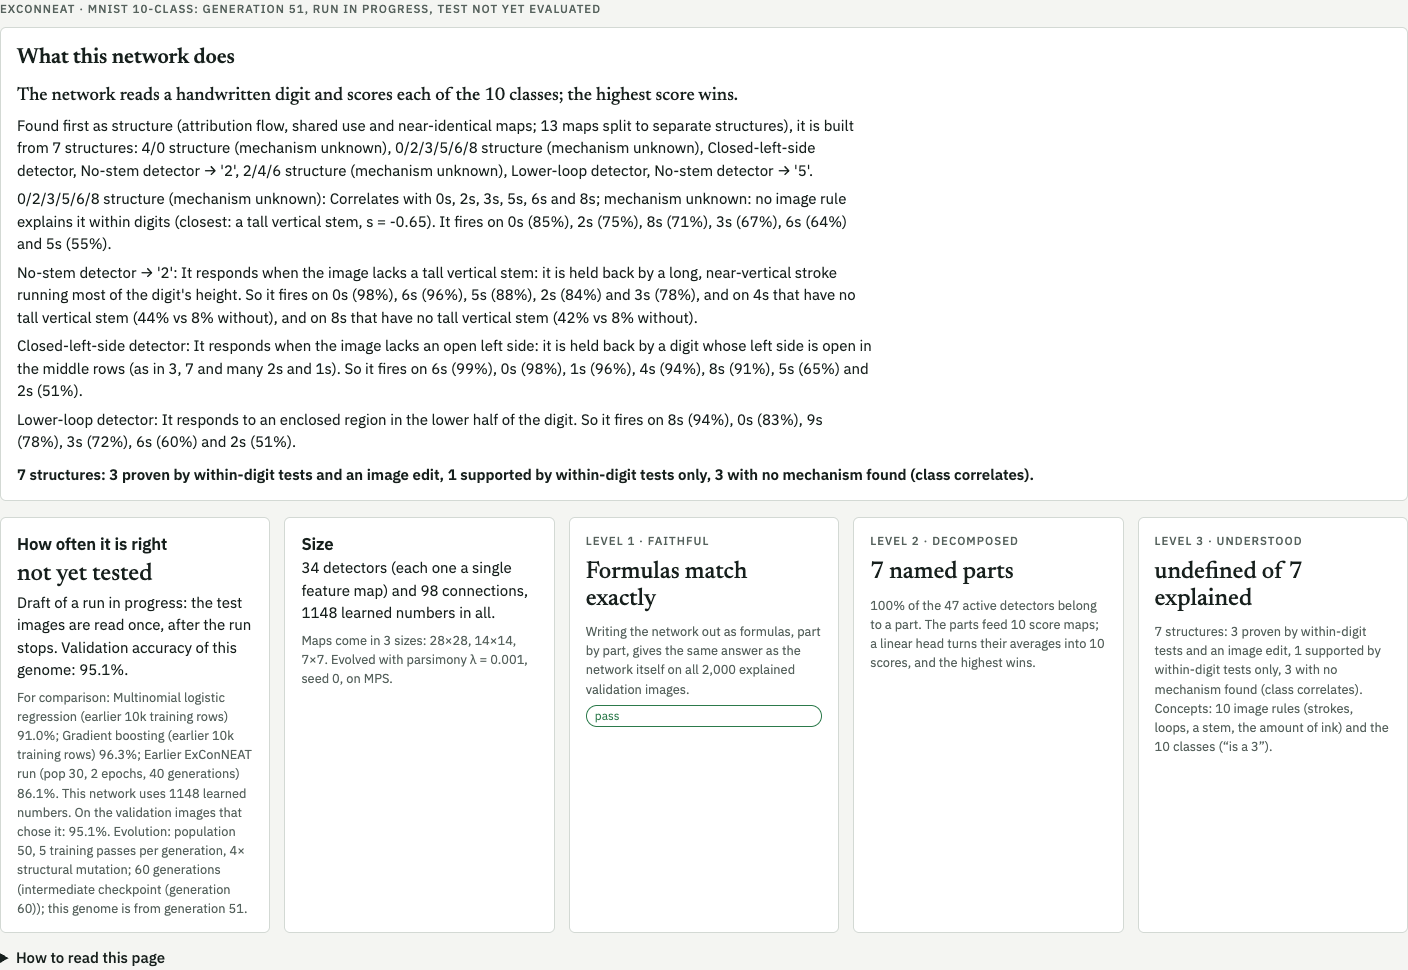 EXCONNEAT · MNIST 10-CLASS: GENERATION 51, RUN IN PROGRESS, TEST NOT YET EVALUATED
What this network does
The network reads a handwritten digit and scores each of the 10 classes; the highest score wins.
Found first as structure (attribution flow, shared use and near-identical maps; 13 maps split to separate structures), it is built
from 7 structures: 4/0 structure (mechanism unknown), 0/2/3/5/6/8 structure (mechanism unknown), Closed-left-side
detector, No-stem detector → '2', 2/4/6 structure (mechanism unknown), Lower-loop detector, No-stem detector → '5'.
0/2/3/5/6/8 structure (mechanism unknown): Correlates with 0s, 2s, 3s, 5s, 6s and 8s; mechanism unknown: no image rule
explains it within digits (closest: a tall vertical stem, s = -0.65). It fires on 0s (85%), 2s (75%), 8s (71%), 3s (67%), 6s (64%)
and 5s (55%).
No-stem detector → '2': It responds when the image lacks a tall vertical stem: it is held back by a long, near-vertical stroke
running most of the digit's height. So it fires on 0s (98%), 6s (96%), 5s (88%), 2s (84%) and 3s (78%), and on 4s that have no
tall vertical stem (44% vs 8% without), and on 8s that have no tall vertical stem (42% vs 8% without).
Closed-left-side detector: It responds when the image lacks an open left side: it is held back by a digit whose left side is open in
the middle rows (as in 3, 7 and many 2s and 1s). So it fires on 6s (99%), 0s (98%), 1s (96%), 4s (94%), 8s (91%), 5s (65%) and
2s (51%).
Lower-loop detector: It responds to an enclosed region in the lower half of the digit. So it fires on 8s (94%), 0s (83%), 9s
(78%), 3s (72%), 6s (60%) and 2s (51%).
7 structures: 3 proven by within-digit tests and an image edit, 1 supported by within-digit tests only, 3 with no mechanism found (class correlates).
How often it is right
not yet tested
Draft of a run in progress: the test
images are read once, after the run
stops. Validation accuracy of this
genome: 95.1%.
For comparison: Multinomial logistic
regression (earlier 10k training rows)
91.0%; Gradient boosting (earlier 10k
training rows) 96.3%; Earlier ExConNEAT
run (pop 30, 2 epochs, 40 generations)
86.1%. This network uses 1148 learned
numbers. On the validation images that
chose it: 95.1%. Evolution: population
50, 5 training passes per generation, 4×
structural mutation; 60 generations
(intermediate checkpoint (generation
60)); this genome is from generation 51.
Size
34 detectors (each one a single
feature map) and 98 connections,
1148 learned numbers in all.
Maps come in 3 sizes: 28×28, 14×14,
7×7. Evolved with parsimony λ = 0.001,
seed 0, on MPS.
LEVEL 1 · FAITHFUL
Formulas match
exactly
Writing the network out as formulas, part
by part, gives the same answer as the
network itself on all 2,000 explained
validation images.
pass
LEVEL 2 · DECOMPOSED
7 named parts
100% of the 47 active detectors belong
to a part. The parts feed 10 score maps;
a linear head turns their averages into 10
scores, and the highest wins.
LEVEL 3 · UNDERSTOOD
undefined of 7
explained
7 structures: 3 proven by within-digit
tests and an image edit, 1 supported by
within-digit tests only, 3 with no
mechanism found (class correlates).
Concepts: 10 image rules (strokes,
loops, a stem, the amount of ink) and the
10 classes (“is a 3”).
How to read this page